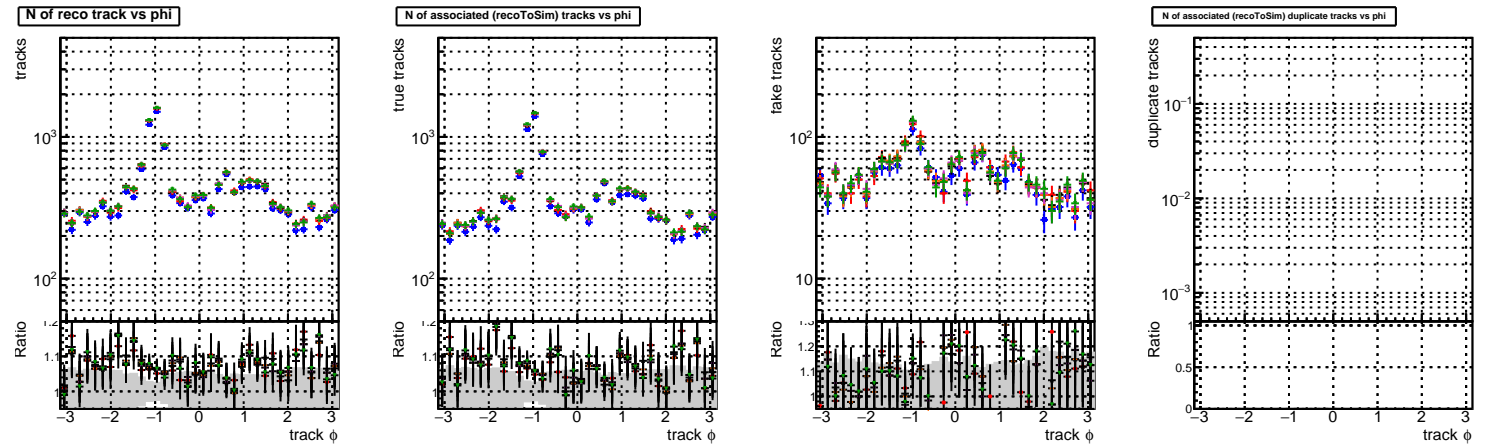 N of reco track vs phi
tracks
10³
10²
Ratio
1.1
1
−3 −2 −1 0 1 2 3
track ϕ
N of associated (recoToSim) tracks vs phi
true tracks
10³
10²
Ratio
1.2
1.1
1
−3 −2 −1 0 1 2 3
track ϕ
fake tracks
10²
10
Ratio
1.2
1.1
1
−3 −2 −1 0 1 2 3
track ϕ
N of associated (recoToSim) duplicate tracks vs phi
duplicate tracks
10⁻¹
10⁻²
10⁻³
Ratio
1
0.5
0
−3 −2 −1 0 1 2 3
track ϕ